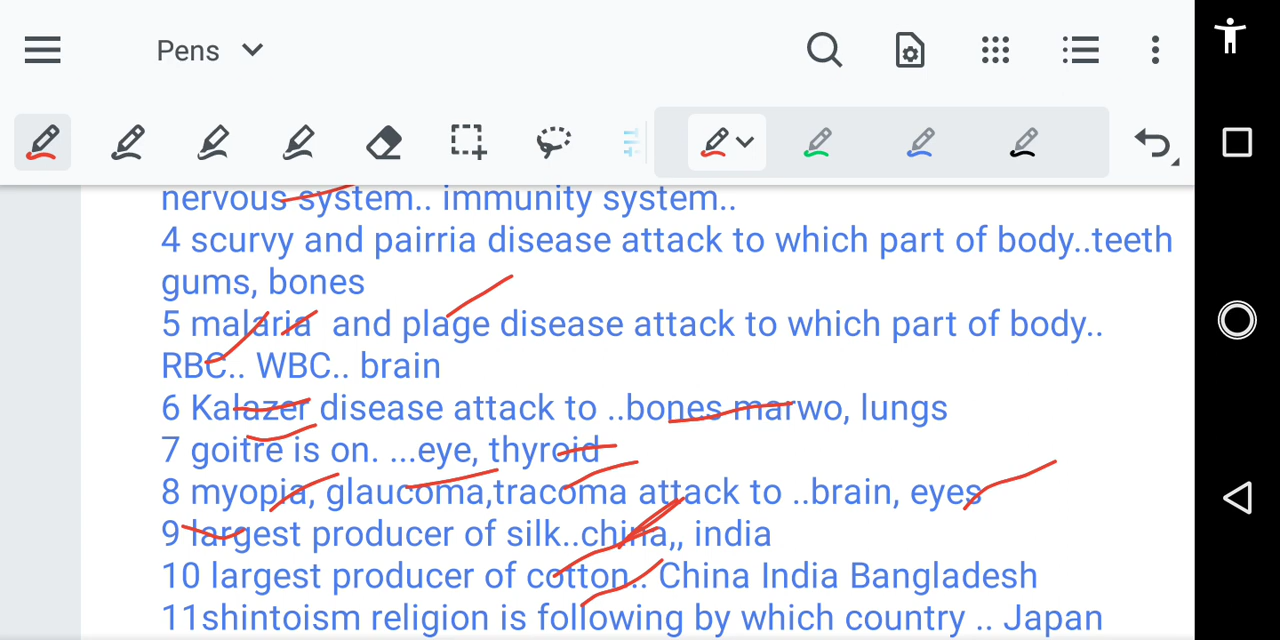 Pens
nervous system.. immunity system..
4 scurvy and pairria disease attack to which part of body..teeth
gums, bones
5 malaria  and plage disease attack to which part of body..
RBC.. WBC.. brain
6 Kalazer disease attack to ..bones marwo, lungs
7 goitre is on. ...eye, thyroid
8 myopia, glaucoma,tracoma attack to ..brain, eyes
9 largest producer of silk..china,, india
10 largest producer of cotton.. China India Bangladesh
11shintoism religion is following by which country .. Japan